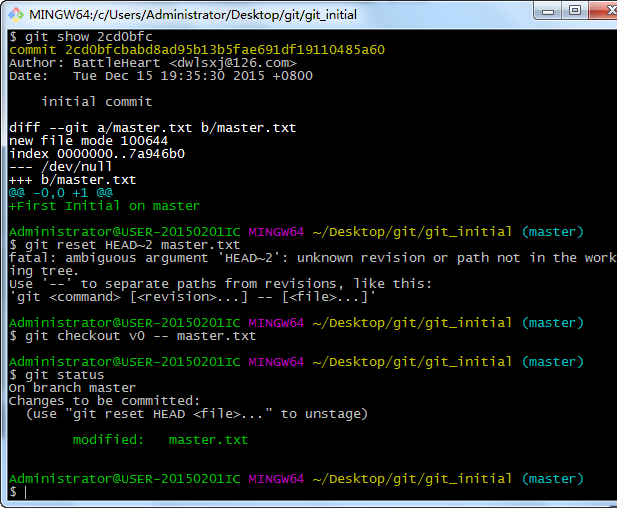 MINGW64:/c/Users/Administrator/Desktop/git/git_initial
$ git show 2cd0bfc
commit 2cd0bfcbabd8ad95b13b5fae691df19110485a60
Author: BattleHeart <dwlsxj@126.com>
Date:   Tue Dec 15 19:35:30 2015 +0800
    initial commit
diff --git a/master.txt b/master.txt
new file mode 100644
index 0000000..7a946b0
--- /dev/null
+++ b/master.txt
@@ -0,0 +1 @@
+First Initial on master
Administrator@USER-20150201IC MINGW64 ~/Desktop/git/git_initial (master)
$ git reset HEAD~2 master.txt
fatal: ambiguous argument 'HEAD~2': unknown revision or path not in the work
ing tree.
Use '--' to separate paths from revisions, like this:
'git <command> [<revision>...] -- [<file>...]'
Administrator@USER-20150201IC MINGW64 ~/Desktop/git/git_initial (master)
$ git checkout v0 -- master.txt
Administrator@USER-20150201IC MINGW64 ~/Desktop/git/git_initial (master)
$ git status
On branch master
Changes to be committed:
  (use "git reset HEAD <file>..." to unstage)
        modified:   master.txt
Administrator@USER-20150201IC MINGW64 ~/Desktop/git/git_initial (master)
$